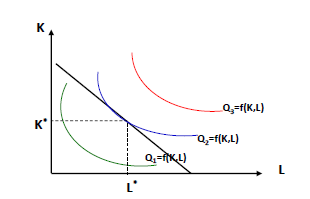 K
Q₃=f(K,L)
K*
Q₂=f(K,L)
Q₁=f(K,L)
L
L*